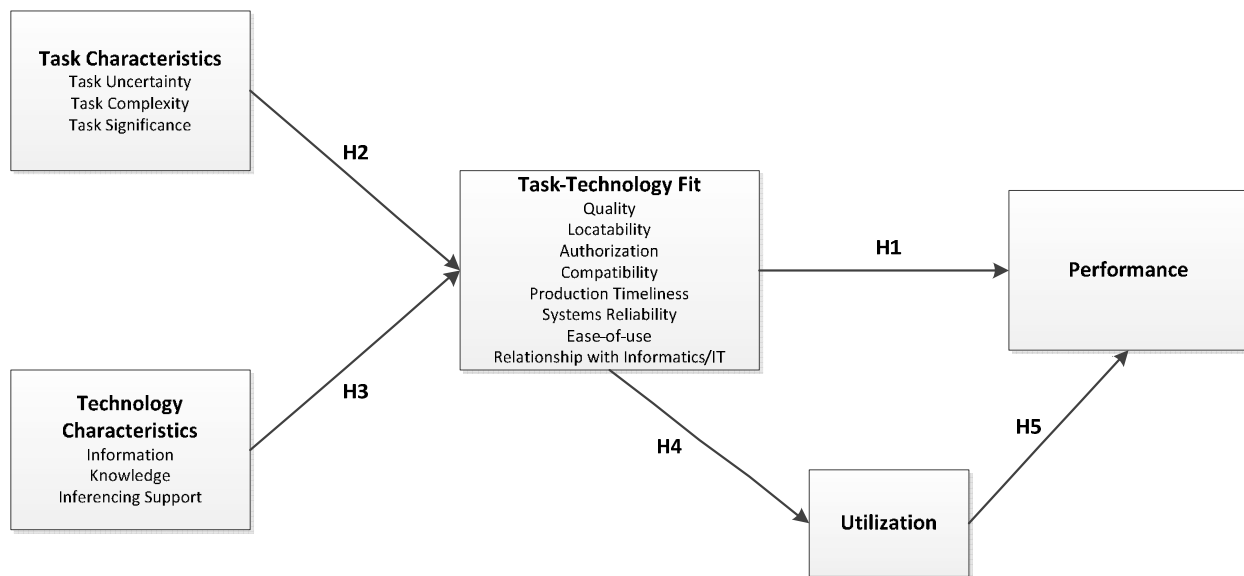 Task Characteristics
Task Uncertainty
Task Complexity
Task Significance
H2
Task-Technology Fit
Quality
Locatability
Authorization
Compatibility
Production Timeliness
Systems Reliability
Ease-of-use
Relationship with Informatics/IT
H1
Performance
Technology
Characteristics
Information
Knowledge
Inferencing Support
H3
H4
Utilization
H5